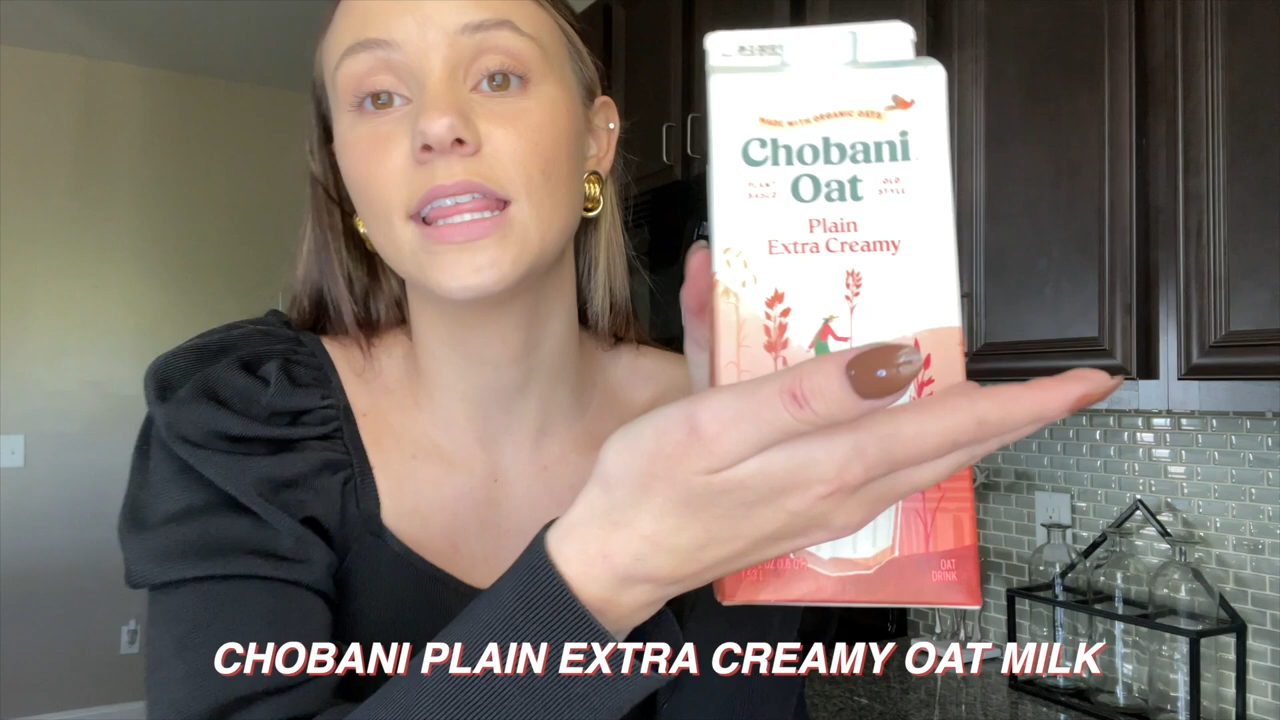 MADE WITH ORGANIC OATS
Chobani
PLANT BASED
Oat
OLD STYLE
Plain
Extra Creamy
OAT
DRINK
CHOBANI PLAIN EXTRA CREAMY OAT MILK